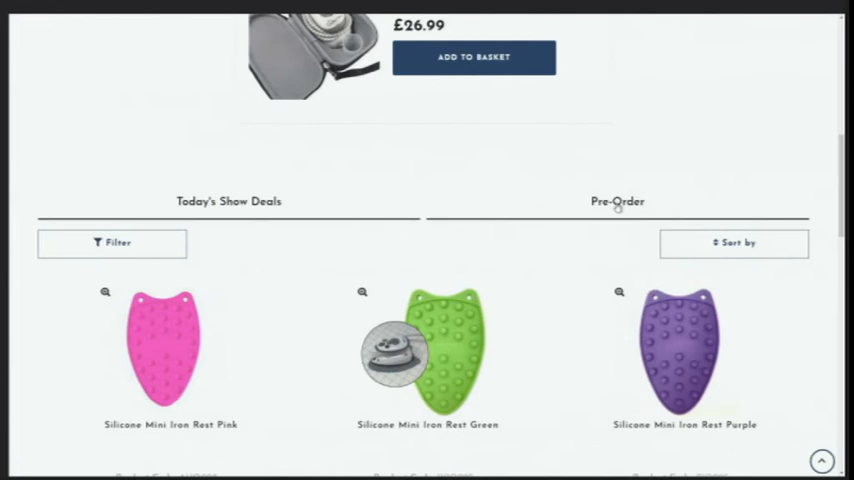 £26.99
ADD TO BASKET
Today's Show Deals
Pre-Order
Filter
Sort by
Silicone Mini Iron Rest Pink
Silicone Mini Iron Rest Green
Silicone Mini Iron Rest Purple